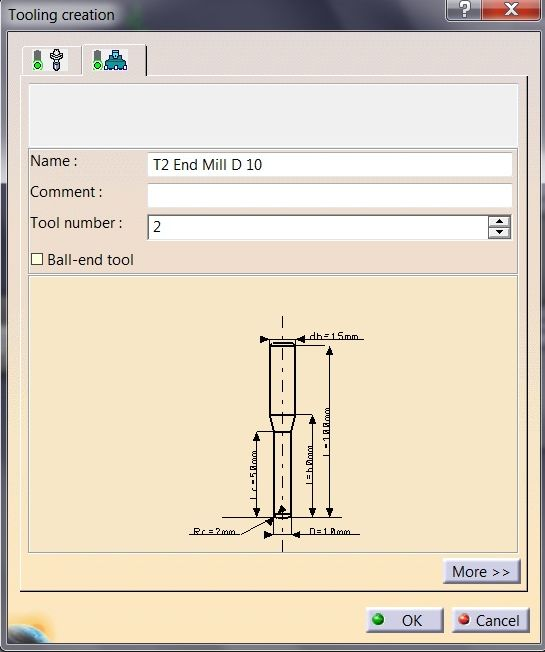 Tooling creation
?
X
Name :
T2 End Mill D 10
Comment :
Tool number :
2
Ball-end tool
db=15mm
L=100mm
l=60mm
Lc=50mm
Rc=2mm
D=10mm
More >>
OK
Cancel